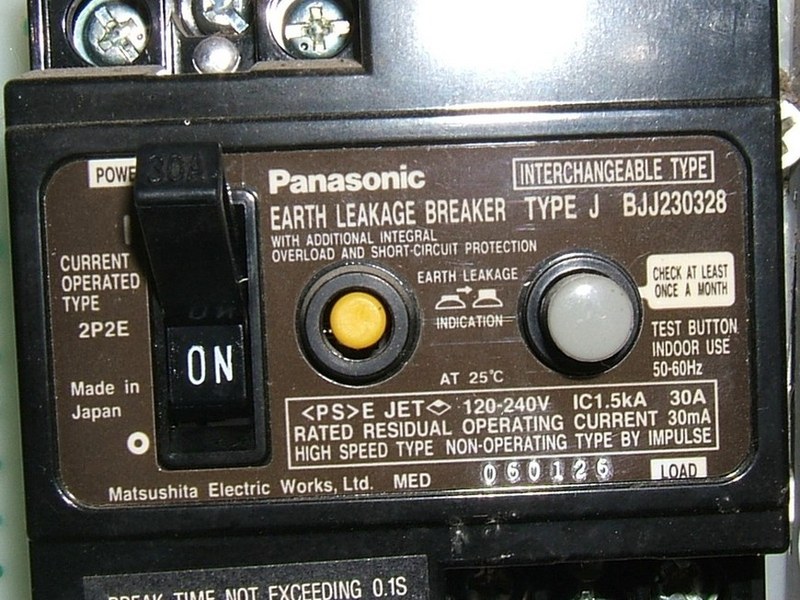 30A
Panasonic
INTERCHANGEABLE TYPE
EARTH LEAKAGE BREAKER TYPE J BJJ230328
WITH ADDITIONAL INTEGRAL
OVERLOAD AND SHORT-CIRCUIT PROTECTION
CURRENT
OPERATED
TYPE
2P2E
EARTH LEAKAGE
INDICATION
CHECK AT LEAST
ONCE A MONTH
TEST BUTTON
INDOOR USE
50-60Hz
ON
Made in
Japan
AT 25°C
<PS>E JET 120-240V IC1.5kA 30A
RATED RESIDUAL OPERATING CURRENT 30mA
HIGH SPEED TYPE NON-OPERATING TYPE BY IMPULSE
Matsushita Electric Works, Ltd. MED 060126
LOAD
BREAK TIME NOT EXCEEDING 0.1S